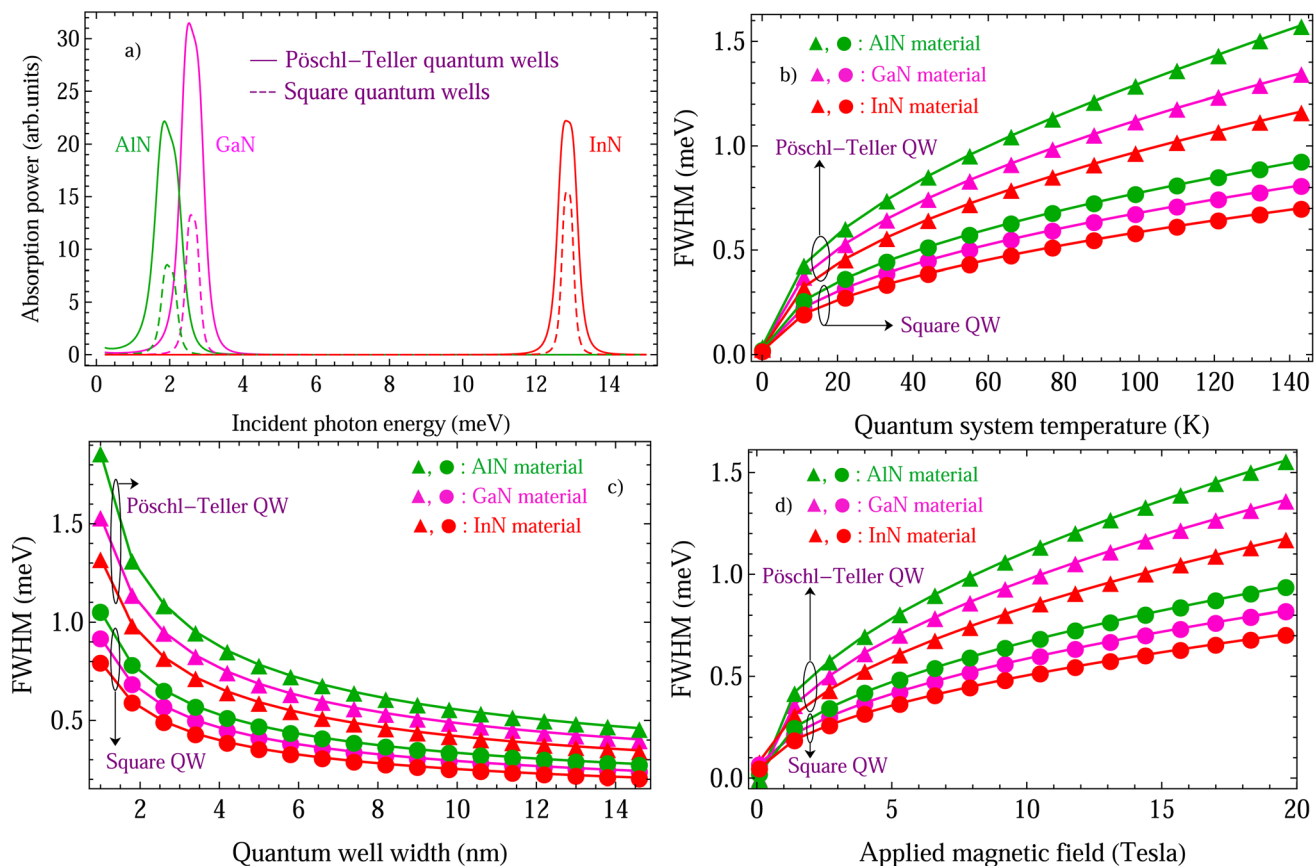 a)
Pöschl−Teller quantum wells
Square quantum wells
AlN
GaN
InN
Absorption power (arb.units)
30
25
20
15
10
5
0
0 2 4 6 8 10 12 14
Incident photon energy (meV)
b)
▲, ●: AlN material
▲, ●: GaN material
▲, ●: InN material
Pöschl−Teller QW
Square QW
FWHM (meV)
1.5
1.0
0.5
0.0
0 20 40 60 80 100 120 140
Quantum system temperature (K)
▲, ●: AlN material
▲, ●: GaN material
▲, ●: InN material
c)
Pöschl−Teller QW
Square QW
FWHM (meV)
1.5
1.0
0.5
2 4 6 8 10 12 14
Quantum well width (nm)
▲, ●: AlN material
d)
▲, ●: GaN material
▲, ●: InN material
Pöschl−Teller QW
Square QW
FWHM (meV)
1.5
1.0
0.5
0.0
0 5 10 15 20
Applied magnetic field (Tesla)